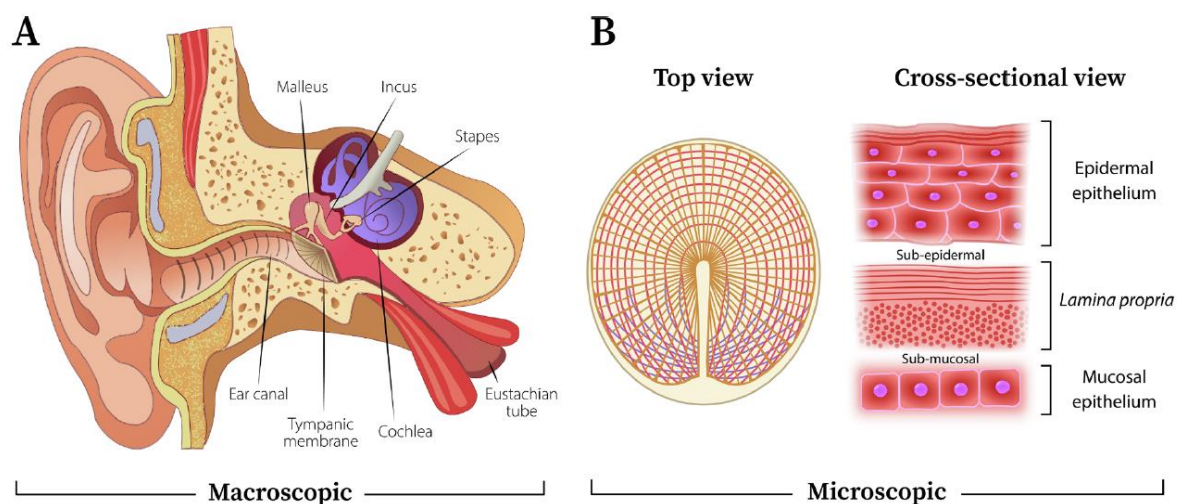 A
Malleus
Incus
Stapes
Ear canal
Tympanic
membrane
Cochlea
Eustachian
tube
Macroscopic
B
Top view
Cross-sectional view
Epidermal
epithelium
Sub-epidermal
Lamina propria
Sub-mucosal
Mucosal
epithelium
Microscopic